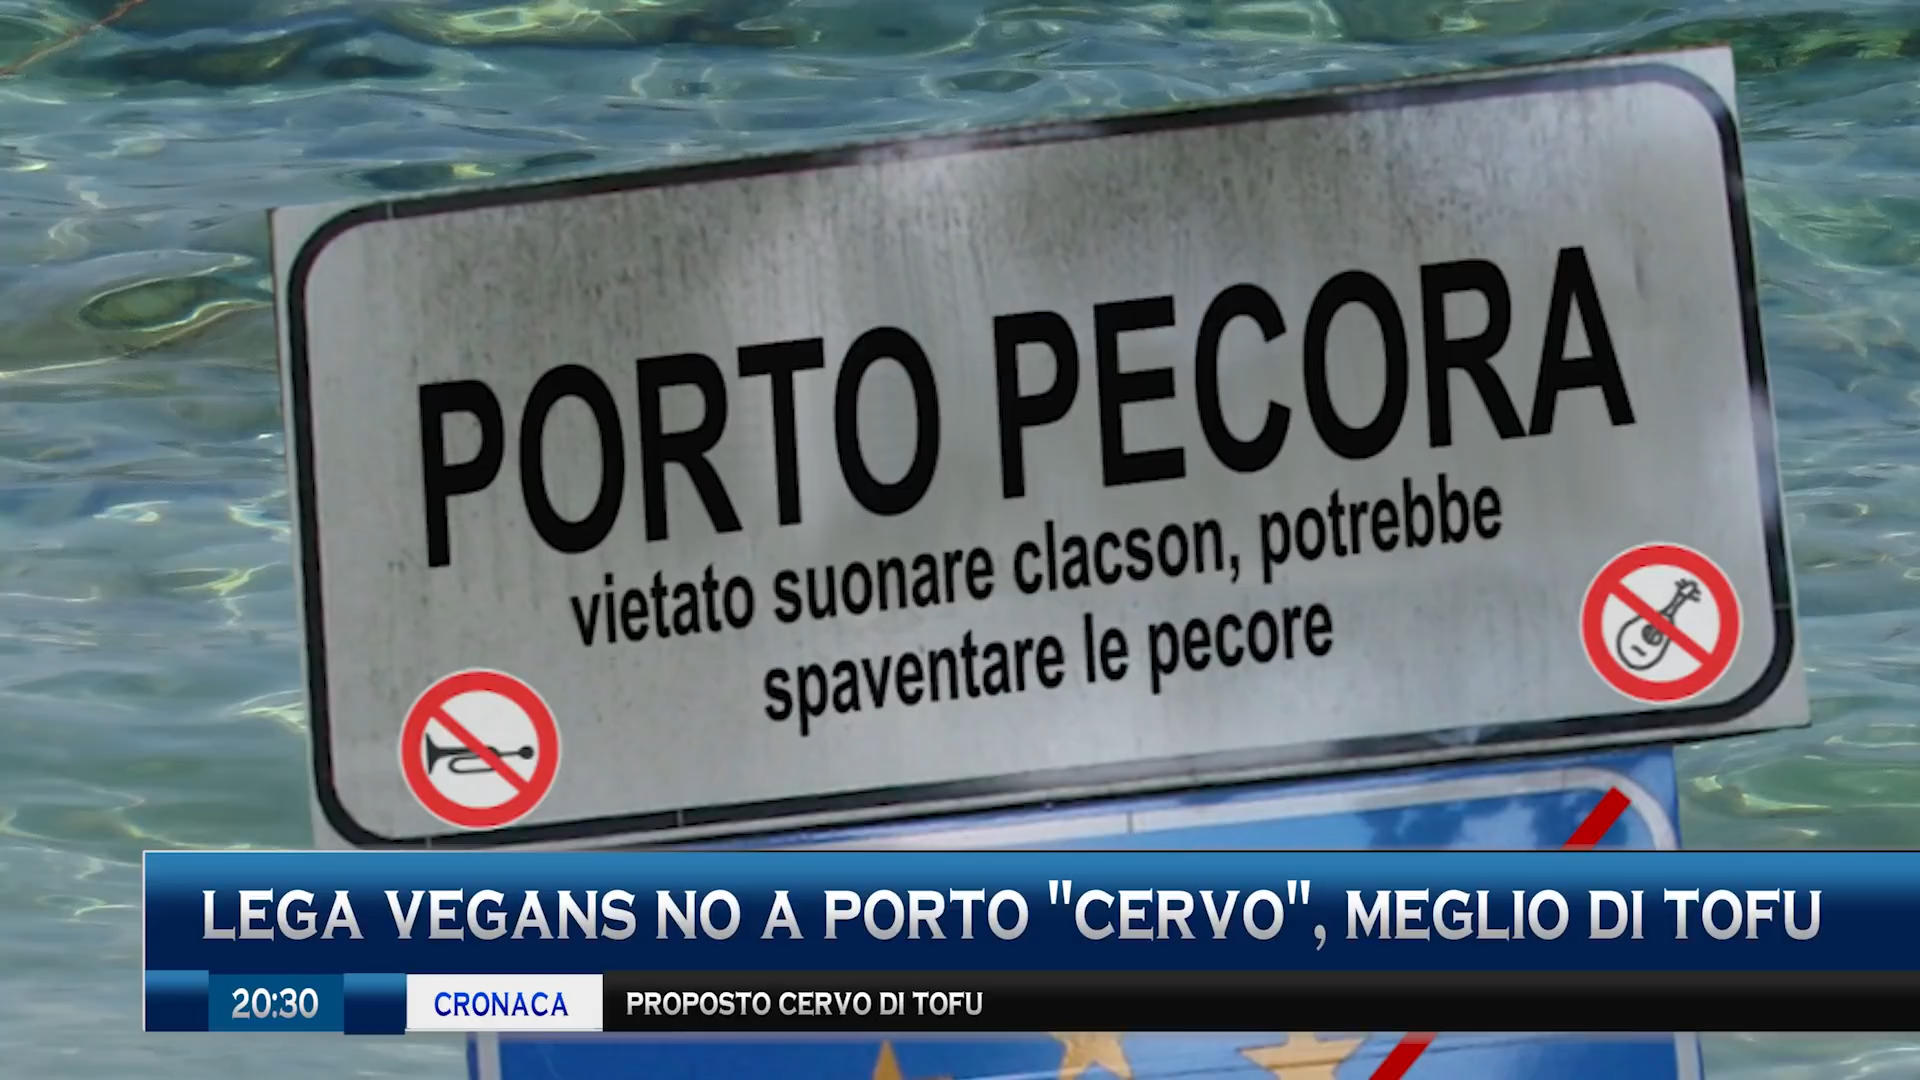 PORTO PECORA
vietato suonare clacson, potrebbe
spaventare le pecore
LEGA VEGANS NO A PORTO "CERVO", MEGLIO DI TOFU
20:30
CRONACA
PROPOSTO CERVO DI TOFU